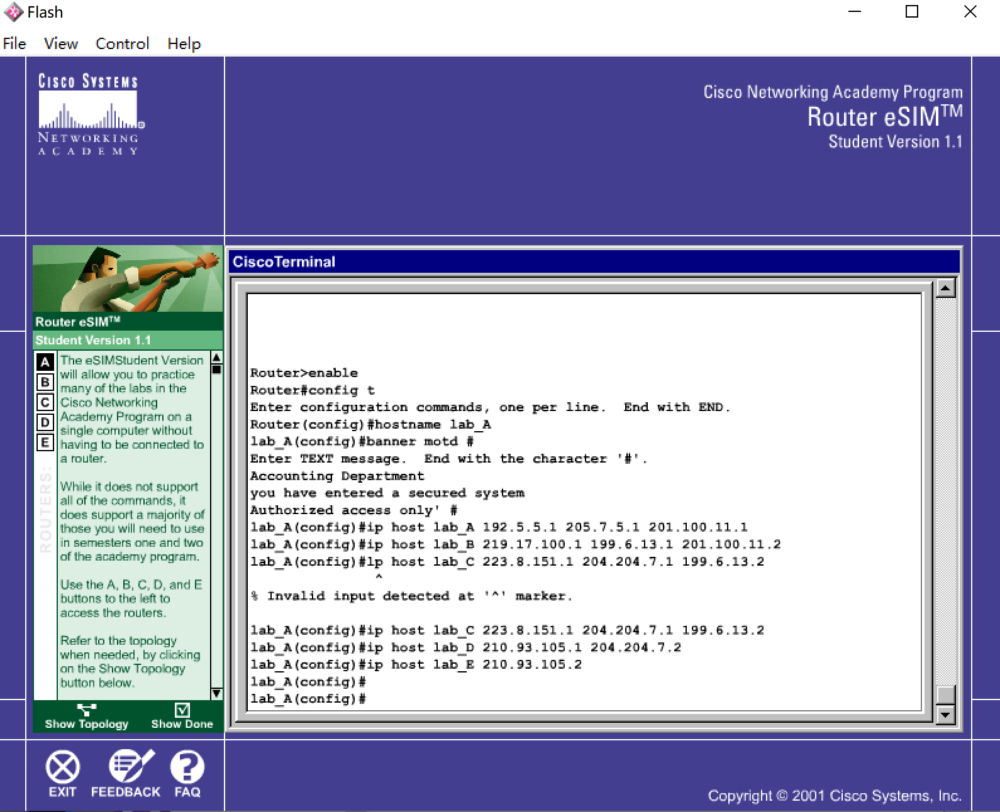 Flash
File View Control Help
CISCO SYSTEMS
NETWORKING
ACADEMY
Cisco Networking Academy Program
Router eSIM™
Student Version 1.1
Router eSIM™
Student Version 1.1
A
B
C
D
E
ROUTERS:
The eSIMStudent Version
will allow you to practice
many of the labs in the
Cisco Networking
Academy Program on a
single computer without
having to be connected to
a router.
While it does not support
all of the commands, it
does support a majority of
those you will need to use
in semesters one and two
of the academy program.
Use the A, B, C, D, and E
buttons to the left to
access the routers.
Refer to the topology
when needed, by clicking
on the Show Topology
button below.
Show Topology Show Done
CiscoTerminal
Router>enable
Router#config t
Enter configuration commands, one per line.  End with END.
Router(config)#hostname lab_A
lab_A(config)#banner motd #
Enter TEXT message.  End with the character '#'.
Accounting Department
you have entered a secured system
Authorized access only' #
lab_A(config)#ip host lab_A 192.5.5.1 205.7.5.1 201.100.11.1
lab_A(config)#ip host lab_B 219.17.100.1 199.6.13.1 201.100.11.2
lab_A(config)#lp host lab_C 223.8.151.1 204.204.7.1 199.6.13.2
^
% Invalid input detected at '^' marker.
lab_A(config)#ip host lab_C 223.8.151.1 204.204.7.1 199.6.13.2
lab_A(config)#ip host lab_D 210.93.105.1 204.204.7.2
lab_A(config)#ip host lab_E 210.93.105.2
lab_A(config)#
lab_A(config)#
EXIT FEEDBACK FAQ
Copyright © 2001 Cisco Systems, Inc.